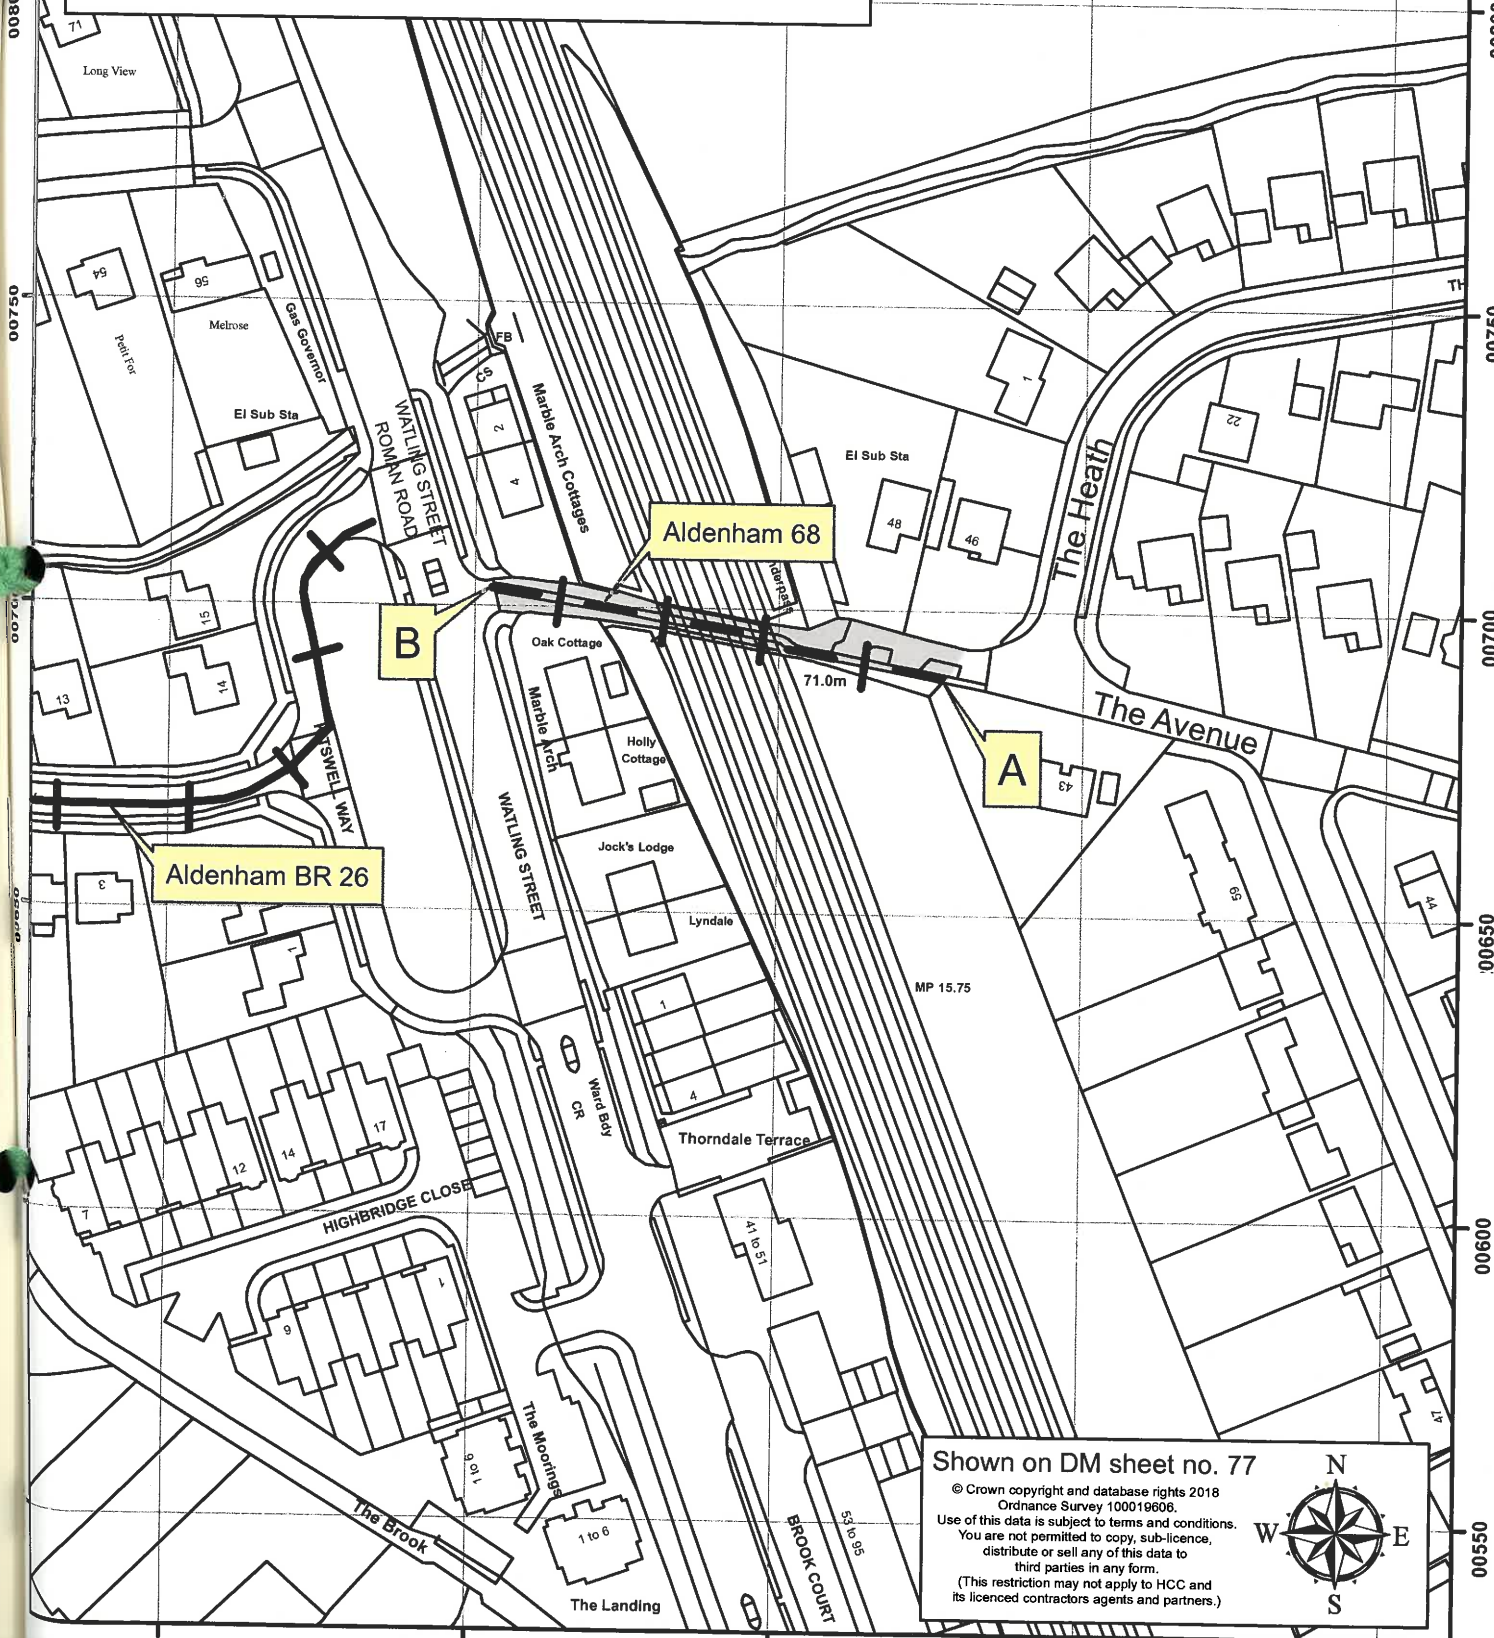 71
Long View
54
56
Petit For
Melrose
Gas Governor
El Sub Sta
WATLING STREET
ROMAN ROAD
FB
CS
2
4
Marble Arch Cottages
El Sub Sta
48
46
1
22
The Heath
TH
00750
00750
Aldenham 68
B
15
14
13
Oak Cottage
Marble Arch
Holly
Cottage
71.0m
A
43
The Avenue
00700
WATLING STREET
Jock's Lodge
Lyndale
Aldenham BR 26
3
1
1
4
59
44
00650
MP 15.75
Ward Bdy
CR
Thorndale Terrace
7
12
14
17
HIGHBRIDGE CLOSE
9
1
41 to 51
00600
47
The Moorings
1 to 6
1 to 6
The Brook
The Landing
BROOK COURT
53 to 95
00550
Shown on DM sheet no. 77
© Crown copyright and database rights 2018
Ordnance Survey 100019606.
Use of this data is subject to terms and conditions.
You are not permitted to copy, sub-licence,
distribute or sell any of this data to
third parties in any form.
(This restriction may not apply to HCC and
its licenced contractors agents and partners.)
N
W
E
S